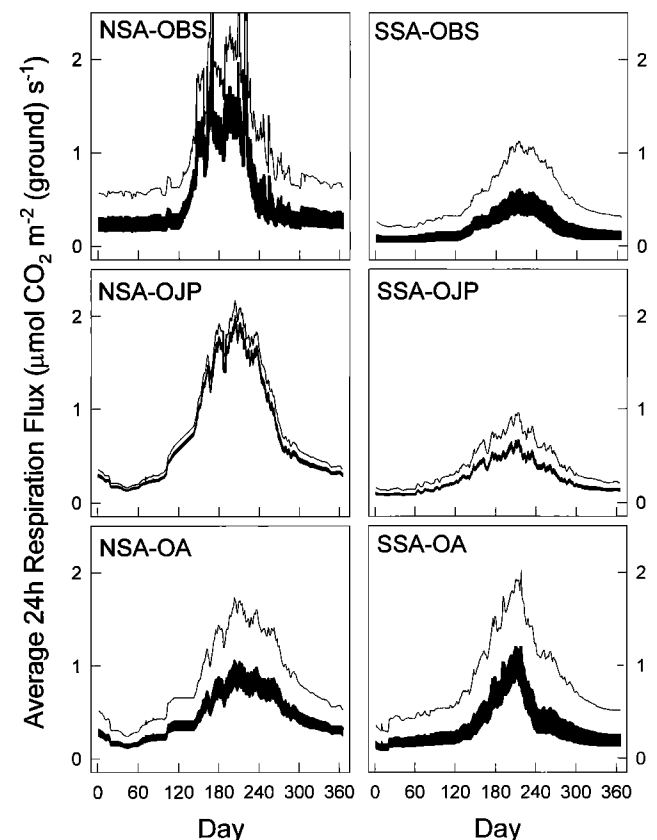 Average 24h Respiration Flux (μmol CO₂ m⁻² (ground) s⁻¹)
NSA-OBS
SSA-OBS
2
1
0
2
1
0
NSA-OJP
SSA-OJP
2
1
0
2
1
0
NSA-OA
SSA-OA
2
1
0
2
1
0
0 60 120 180 240 300 360
0 60 120 180 240 300 360
Day
Day